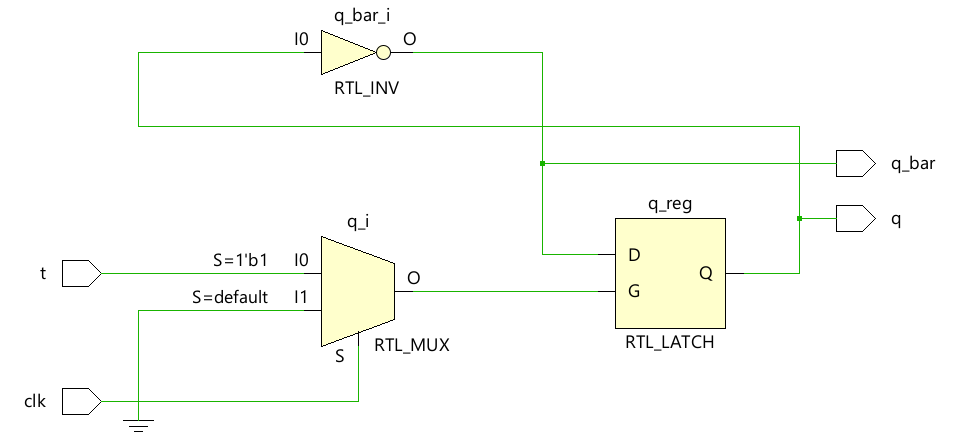 q_bar_i
I0
O
RTL_INV
q_bar
q_reg
q
q_i
D
S=1'b1
I0
t
O
Q
S=default
I1
G
RTL_LATCH
S
RTL_MUX
clk